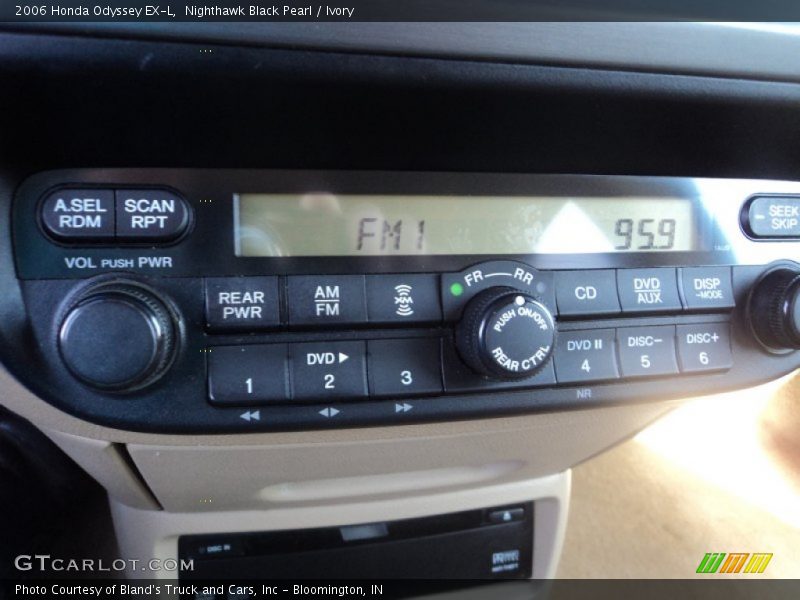 2006 Honda Odyssey EX-L,  Nighthawk Black Pearl / Ivory
A.SEL
RDM
SCAN
RPT
FM1
95.9
SEEK
SKIP
VOL PUSH PWR
REAR
PWR
AM
FM
XM
FR RR
PUSH ON/OFF
REAR CTRL
CD
DVD
AUX
DISP
-MODE
1
DVD ▶
2
3
DVD II
4
DISC-
5
DISC+
6
NR
DISC IN
GTCARLOT.COM
Photo Courtesy of Bland's Truck and Cars, Inc - Bloomington, IN